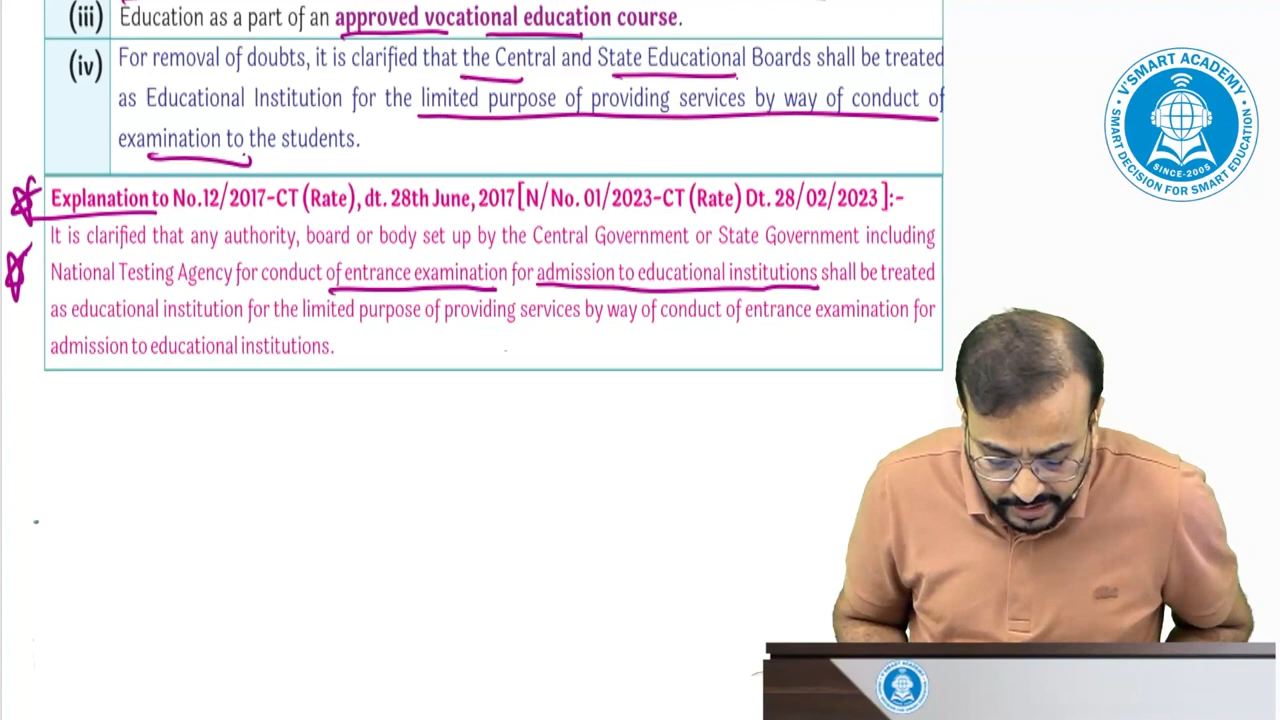 (iii) Education as a part of an approved vocational education course.
(iv) For removal of doubts, it is clarified that the Central and State Educational Boards shall be treated
as Educational Institution for the limited purpose of providing services by way of conduct of
examination to the students.
Explanation to No.12/2017-CT (Rate), dt. 28th June, 2017 [N/ No. 01/2023-CT (Rate) Dt. 28/02/2023 ]:-
It is clarified that any authority, board or body set up by the Central Government or State Government including
National Testing Agency for conduct of entrance examination for admission to educational institutions shall be treated
as educational institution for the limited purpose of providing services by way of conduct of entrance examination for
admission to educational institutions.
V'SMART ACADEMY
SINCE-2005
SMART DECISION FOR SMART EDUCATION